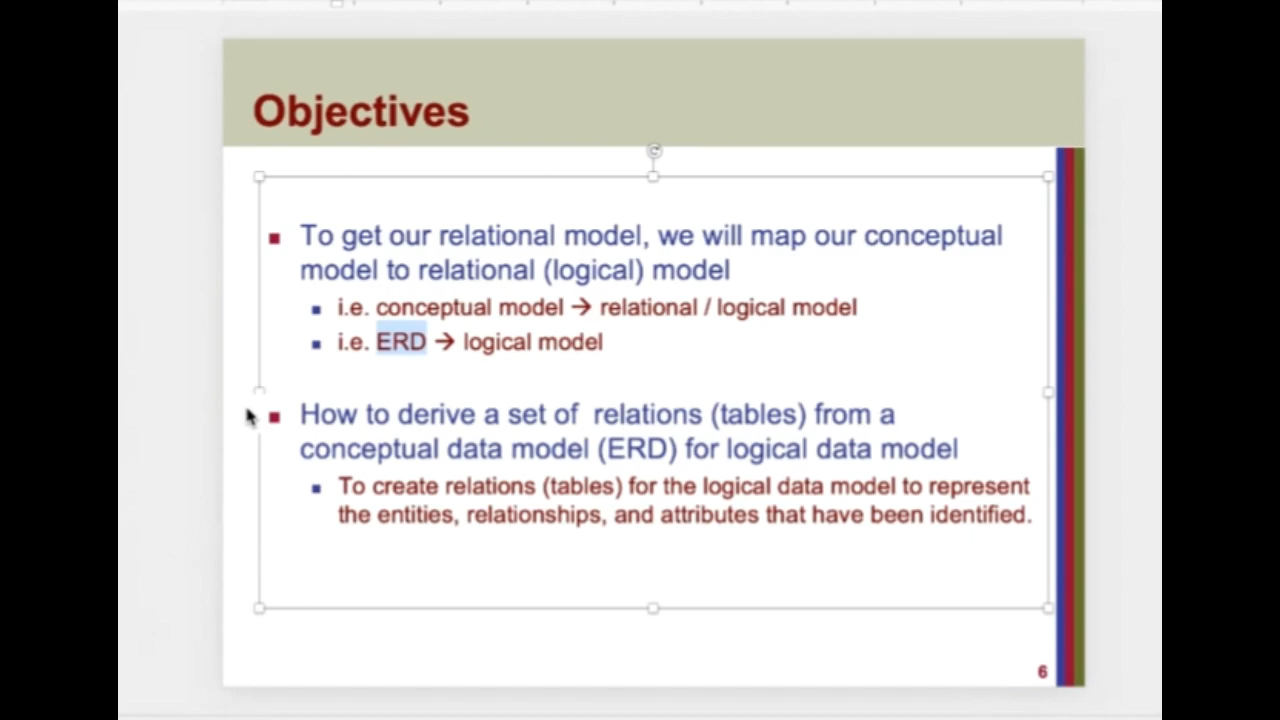 Objectives
To get our relational model, we will map our conceptual
model to relational (logical) model
i.e. conceptual model → relational / logical model
i.e. ERD → logical model
How to derive a set of relations (tables) from a
conceptual data model (ERD) for logical data model
To create relations (tables) for the logical data model to represent
the entities, relationships, and attributes that have been identified.
6